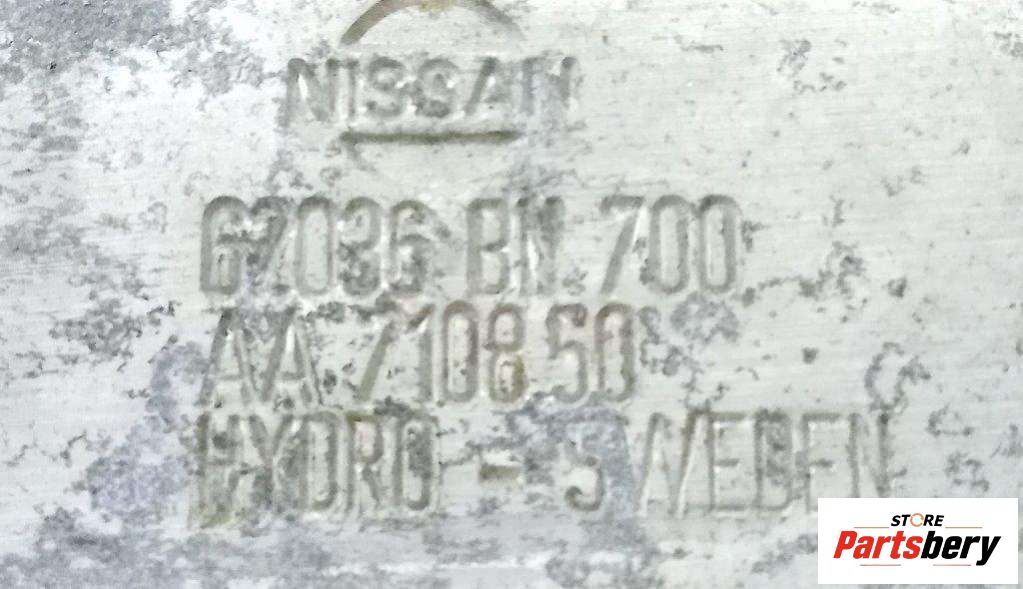 NISSAN
62036 BN 700
AA 7108 50
HYDRO - SWEDEN
STORE
Partsbery